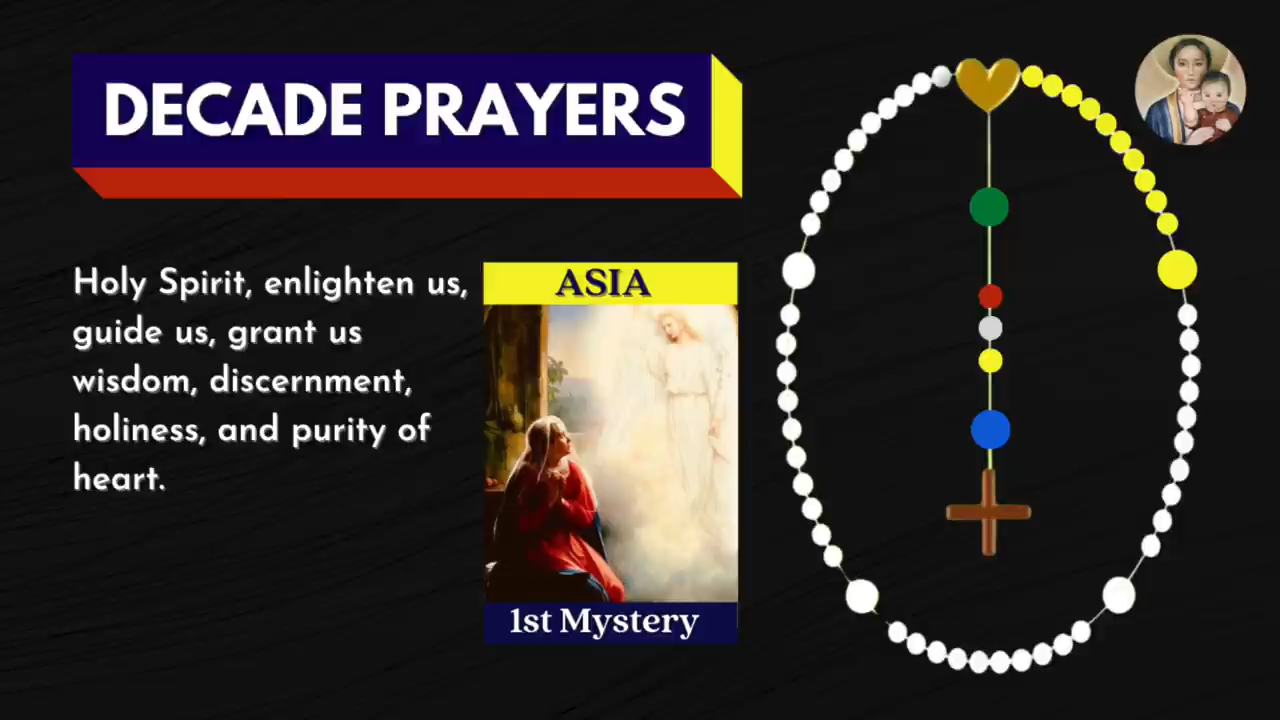 DECADE PRAYERS
Holy Spirit, enlighten us,
guide us, grant us
wisdom, discernment,
holiness, and purity of
heart.
ASIA
1st Mystery